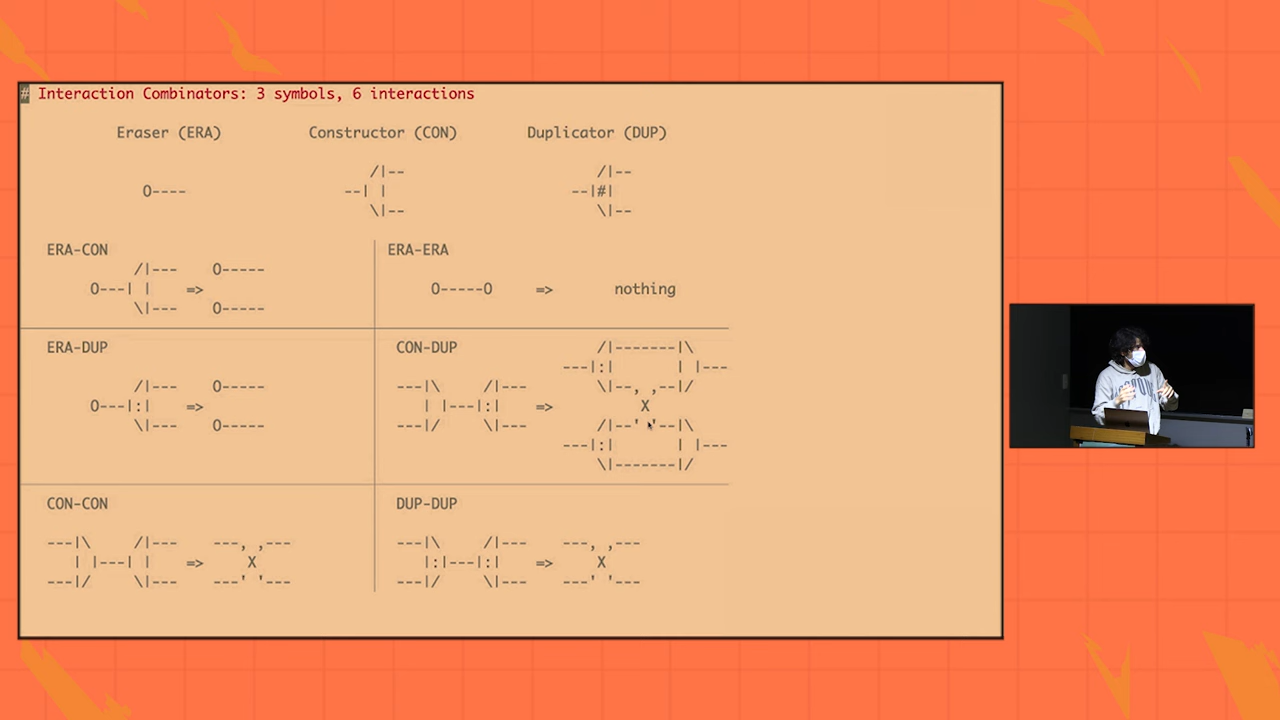 # Interaction Combinators: 3 symbols, 6 interactions
Eraser (ERA) Constructor (CON) Duplicator (DUP)
/|-- /|--
O---- --| | --|#|
\|-- \|--
ERA-CON ERA-ERA
/|--- O-----
O---| | => O-----O => nothing
\|--- O-----
ERA-DUP CON-DUP /|-------|\
---|:| | |---
/|--- O----- ---|\ /|--- \|--, ,--|/
O---|:| => | |---|:| => X
\|--- O----- ---|/ \|--- /|--' '--|\
---|:| | |---
\|-------|/
CON-CON DUP-DUP
---|\ /|--- ---, ,--- ---|\ /|--- ---, ,---
| |---| | => X |:|---|:| => X
---|/ \|--- ---' '--- ---|/ \|--- ---' '---